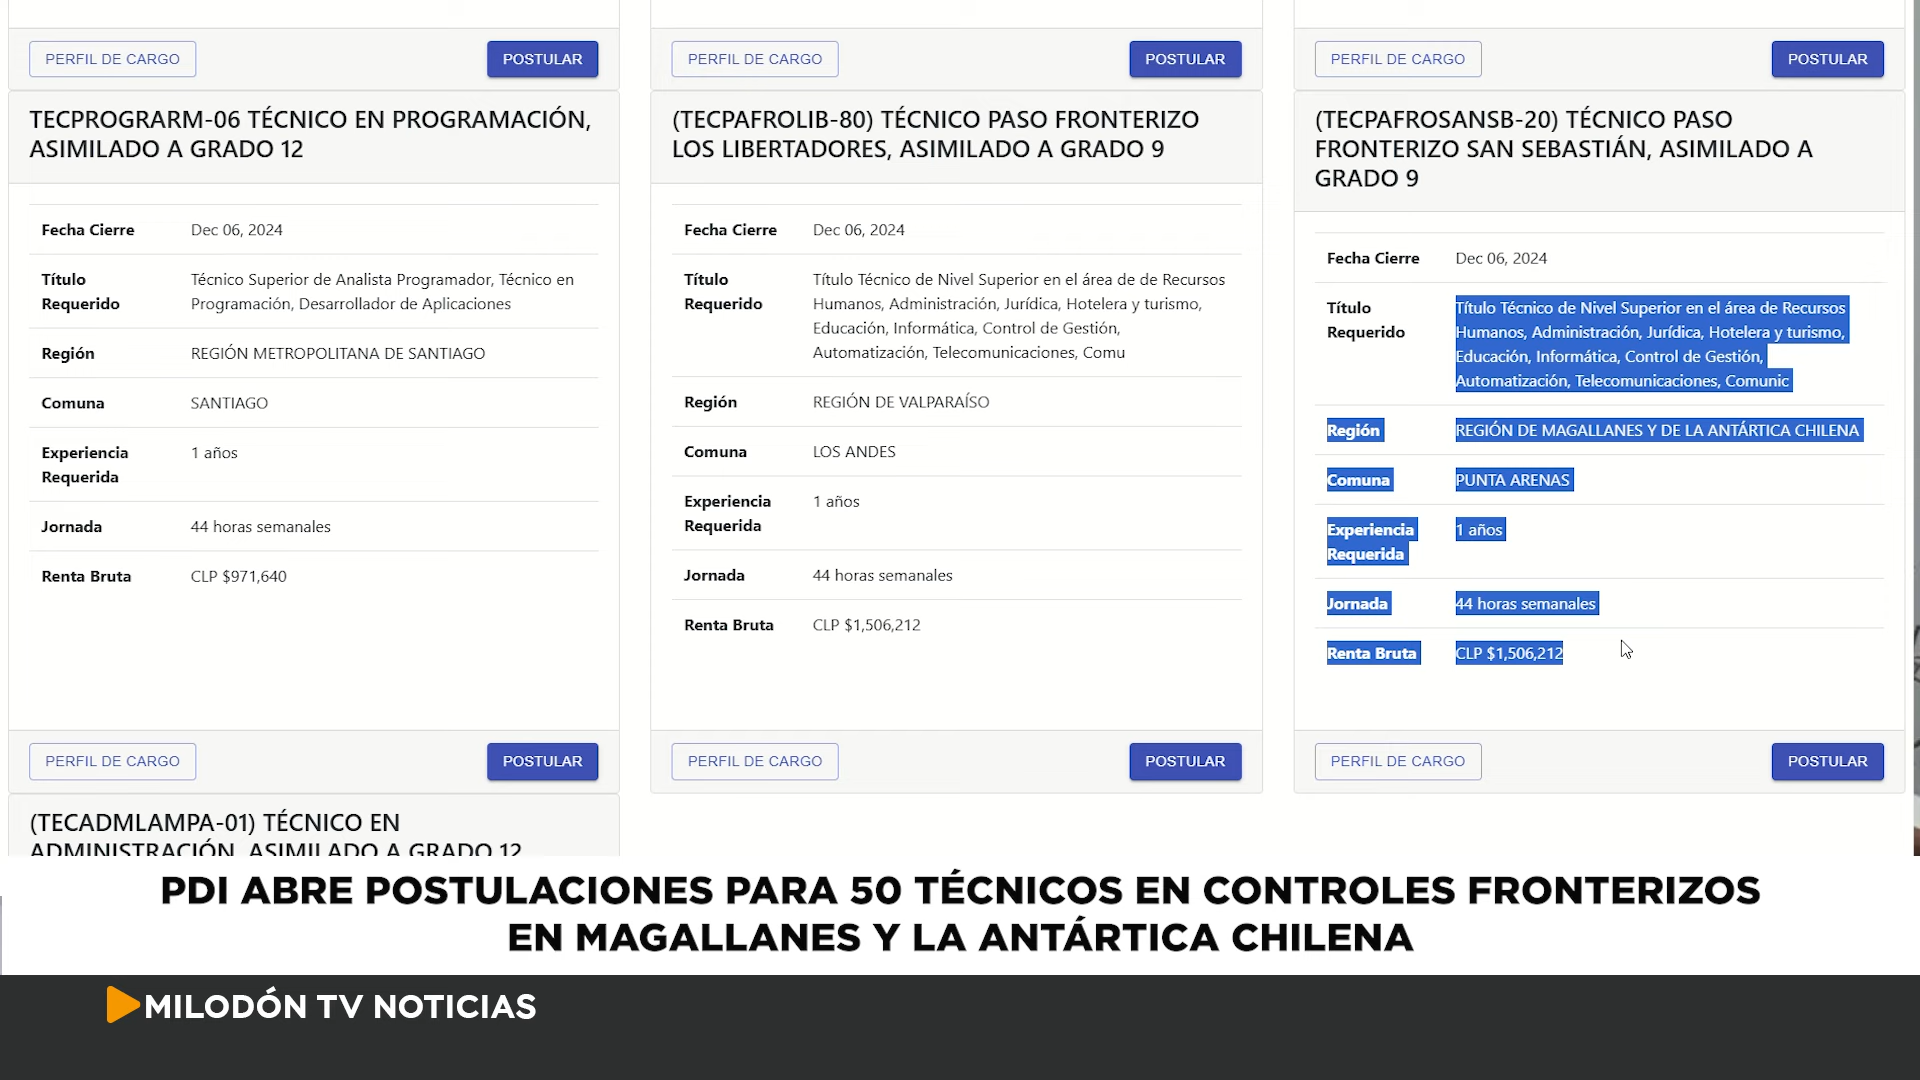 PERFIL DE CARGO
POSTULAR
PERFIL DE CARGO
POSTULAR
PERFIL DE CARGO
POSTULAR
TECPROGRARM-06 TÉCNICO EN PROGRAMACIÓN,
ASIMILADO A GRADO 12
Fecha Cierre
Dec 06, 2024
Título
Requerido
Técnico Superior de Analista Programador, Técnico en
Programación, Desarrollador de Aplicaciones
Región
REGIÓN METROPOLITANA DE SANTIAGO
Comuna
SANTIAGO
Experiencia
Requerida
1 años
Jornada
44 horas semanales
Renta Bruta
CLP $971,640
PERFIL DE CARGO
POSTULAR
(TECPAFROLIB-80) TÉCNICO PASO FRONTERIZO
LOS LIBERTADORES, ASIMILADO A GRADO 9
Fecha Cierre
Dec 06, 2024
Título
Requerido
Título Técnico de Nivel Superior en el área de de Recursos
Humanos, Administración, Jurídica, Hotelera y turismo,
Educación, Informática, Control de Gestión,
Automatización, Telecomunicaciones, Comu
Región
REGIÓN DE VALPARAÍSO
Comuna
LOS ANDES
Experiencia
Requerida
1 años
Jornada
44 horas semanales
Renta Bruta
CLP $1,506,212
PERFIL DE CARGO
POSTULAR
(TECPAFROSANSB-20) TÉCNICO PASO
FRONTERIZO SAN SEBASTIÁN, ASIMILADO A
GRADO 9
Fecha Cierre
Dec 06, 2024
Título
Requerido
Título Técnico de Nivel Superior en el área de Recursos
Humanos, Administración, Jurídica, Hotelera y turismo,
Educación, Informática, Control de Gestión,
Automatización, Telecomunicaciones, Comunic
Región
REGIÓN DE MAGALLANES Y DE LA ANTÁRTICA CHILENA
Comuna
PUNTA ARENAS
Experiencia
Requerida
1 años
Jornada
44 horas semanales
Renta Bruta
CLP $1,506,212
PERFIL DE CARGO
POSTULAR
(TECADMLAMPA-01) TÉCNICO EN
ADMINISTRACIÓN, ASIMILADO A GRADO 12
PDI ABRE POSTULACIONES PARA 50 TÉCNICOS EN CONTROLES FRONTERIZOS
EN MAGALLANES Y LA ANTÁRTICA CHILENA
MILODÓN TV NOTICIAS